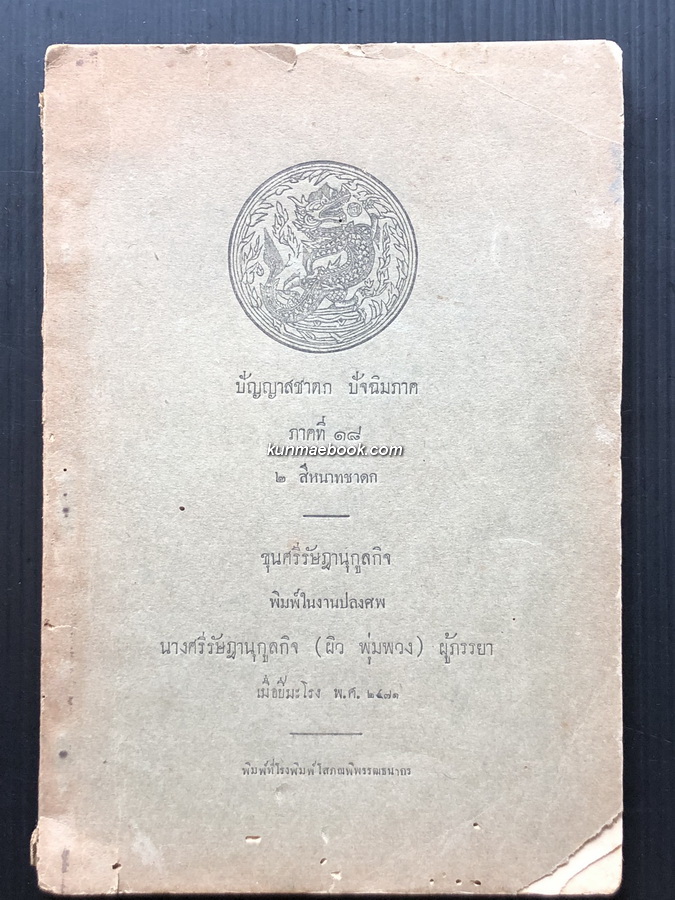 ปัญญาสชาดก ปัจฉิมภาค
ภาคที่ ๑๘
kunmaebook.com
๒ สีหนาทชาดก
ขุนศรีรัษฎานุกูลกิจ
พิมพ์ในงานปลงศพ
นางศรีรัษฎานุกูลกิจ (ผิว พุ่มพวง) ผู้ภรรยา
เมื่อปีมะโรง พ.ศ. ๒๔๗๑
พิมพ์ที่โรงพิมพ์โสภณพิพรรฒธนากร